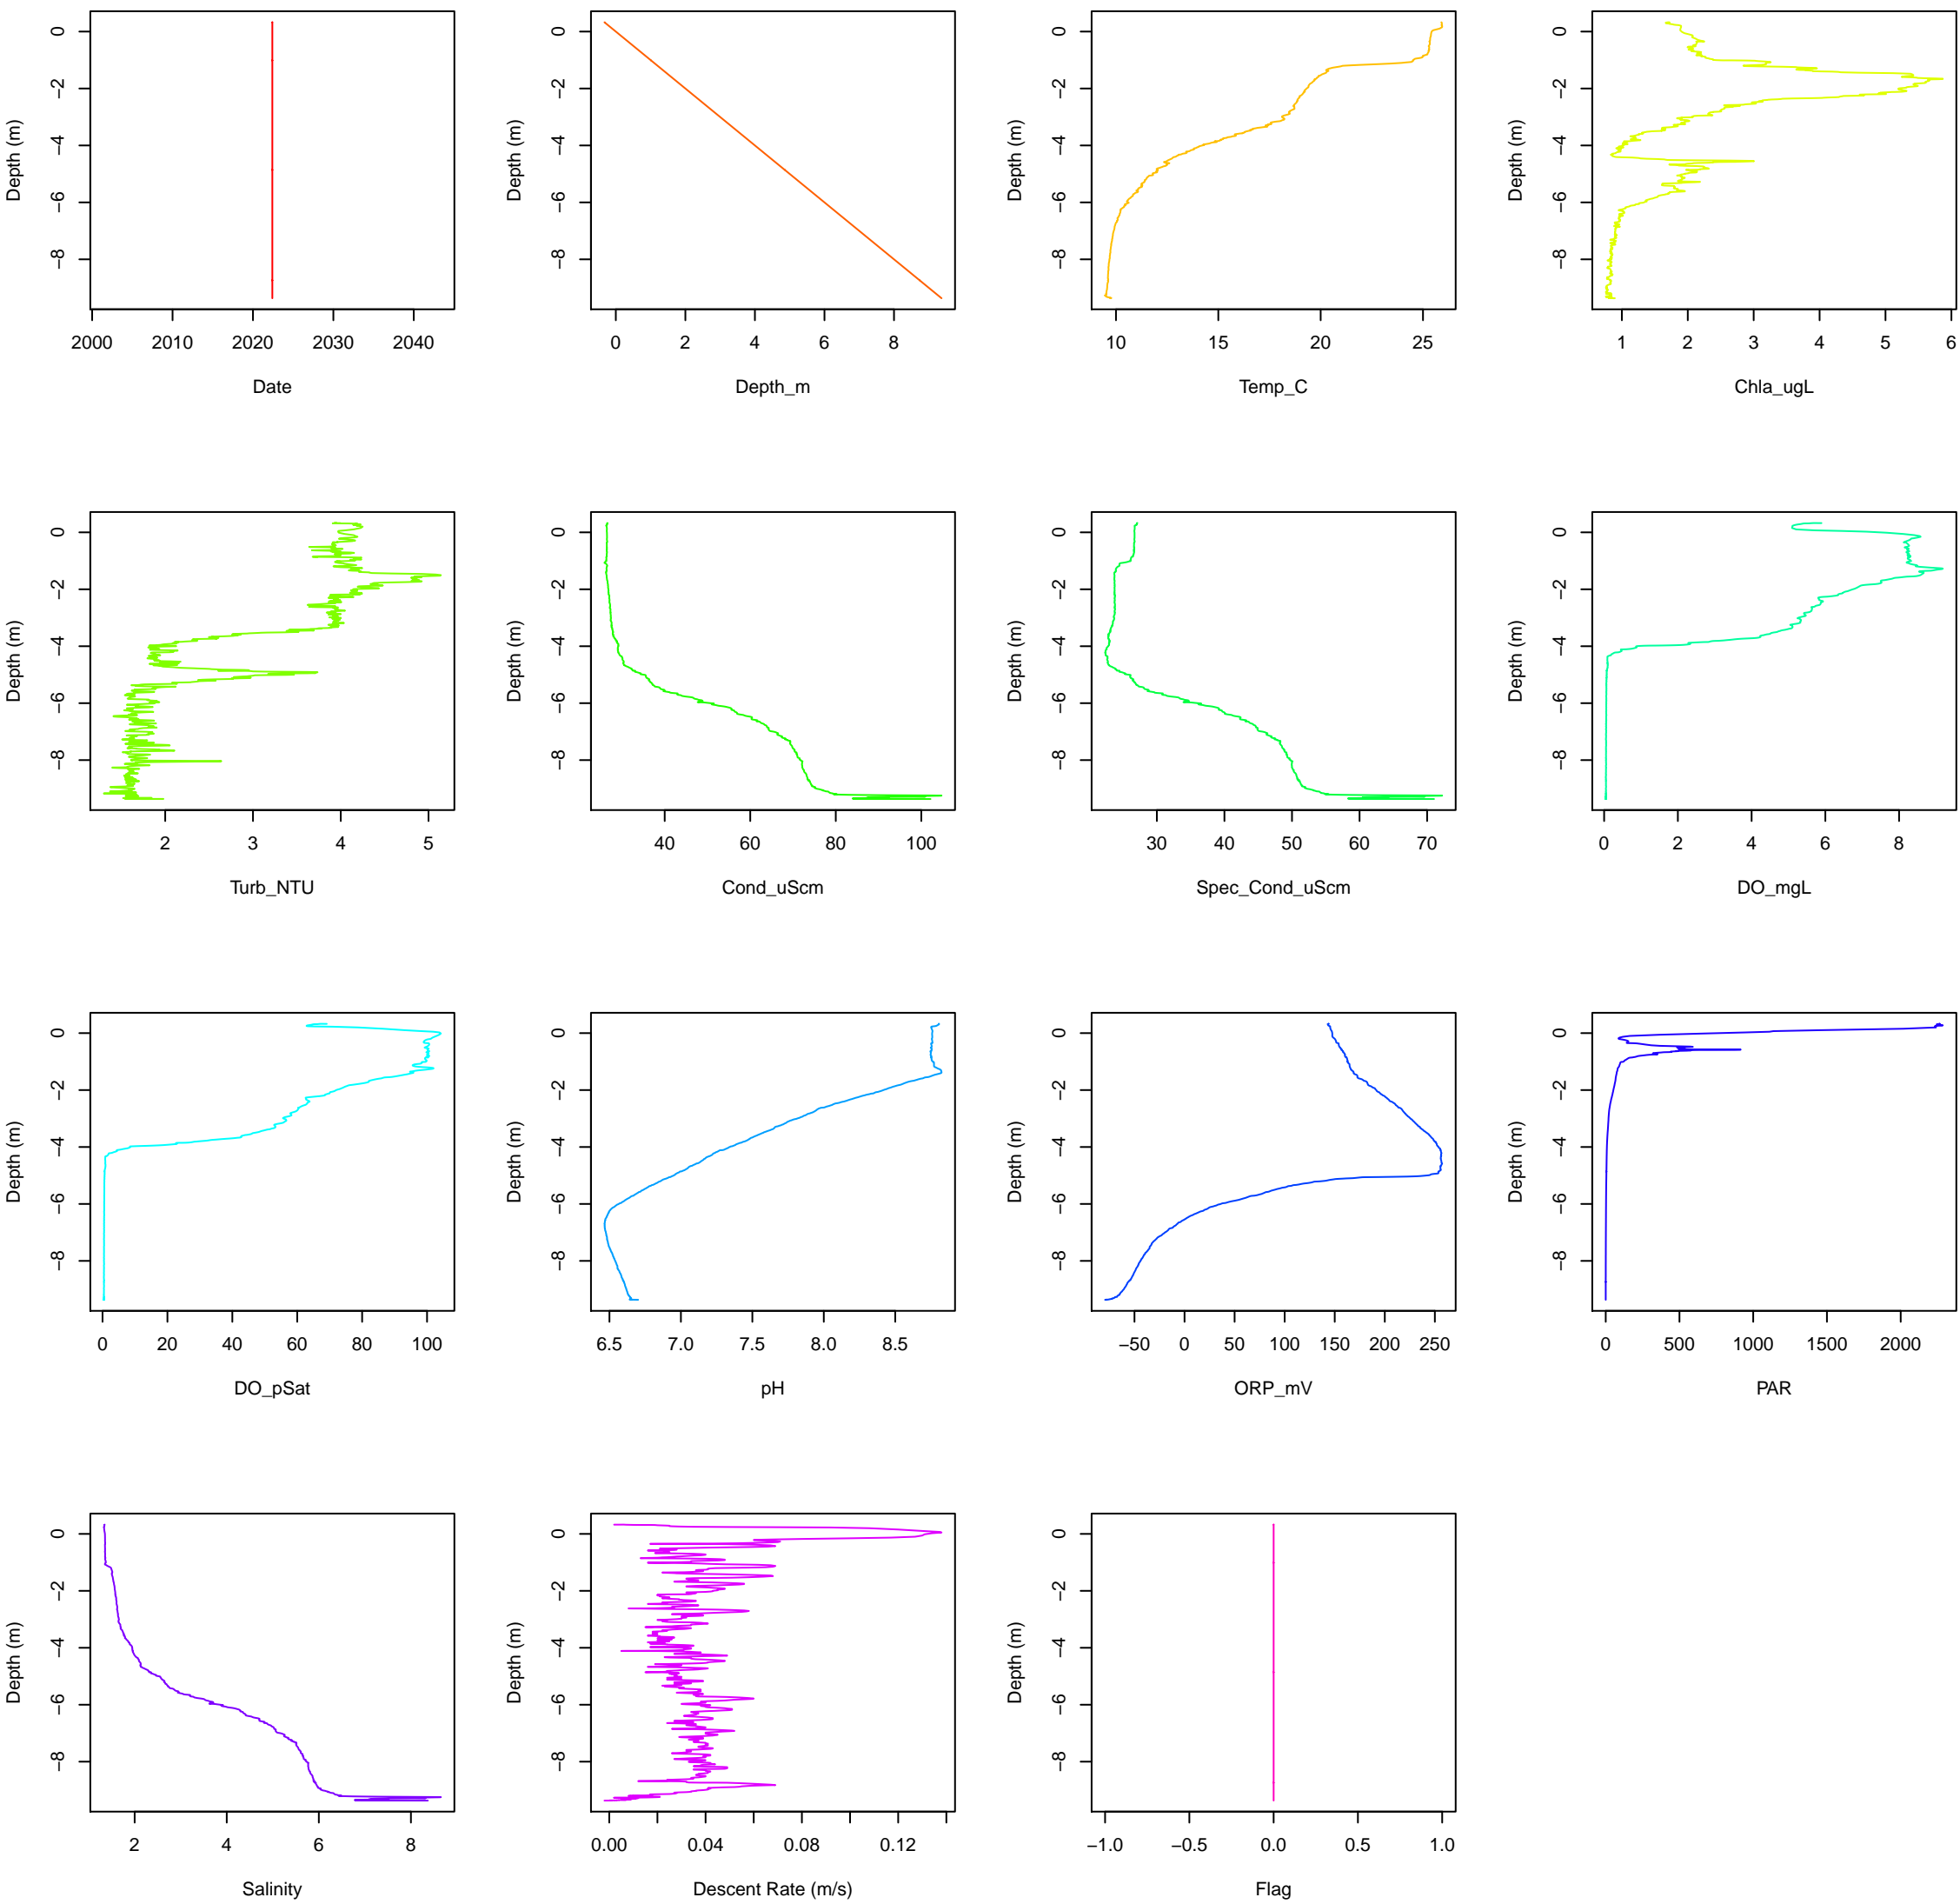 Depth (m)
0
−2
−4
−6
−8
2000 2010 2020 2030 2040
Date
Depth (m)
0
−2
−4
−6
−8
0 2 4 6 8
Depth_m
Depth (m)
0
−2
−4
−6
−8
10 15 20 25
Temp_C
Depth (m)
0
−2
−4
−6
−8
1 2 3 4 5 6
Chla_ugL
Depth (m)
0
−2
−4
−6
−8
2 3 4 5
Turb_NTU
Depth (m)
0
−2
−4
−6
−8
40 60 80 100
Cond_uScm
Depth (m)
0
−2
−4
−6
−8
30 40 50 60 70
Spec_Cond_uScm
Depth (m)
0
−2
−4
−6
−8
0 2 4 6 8
DO_mgL
Depth (m)
0
−2
−4
−6
−8
0 20 40 60 80 100
DO_pSat
Depth (m)
0
−2
−4
−6
−8
6.5 7.0 7.5 8.0 8.5
pH
Depth (m)
0
−2
−4
−6
−8
−50 0 50 100 150 200 250
ORP_mV
Depth (m)
0
−2
−4
−6
−8
0 500 1000 1500 2000
PAR
Depth (m)
0
−2
−4
−6
−8
2 4 6 8
Salinity
Depth (m)
0
−2
−4
−6
−8
0.00 0.04 0.08 0.12
Descent Rate (m/s)
Depth (m)
0
−2
−4
−6
−8
−1.0 −0.5 0.0 0.5 1.0
Flag